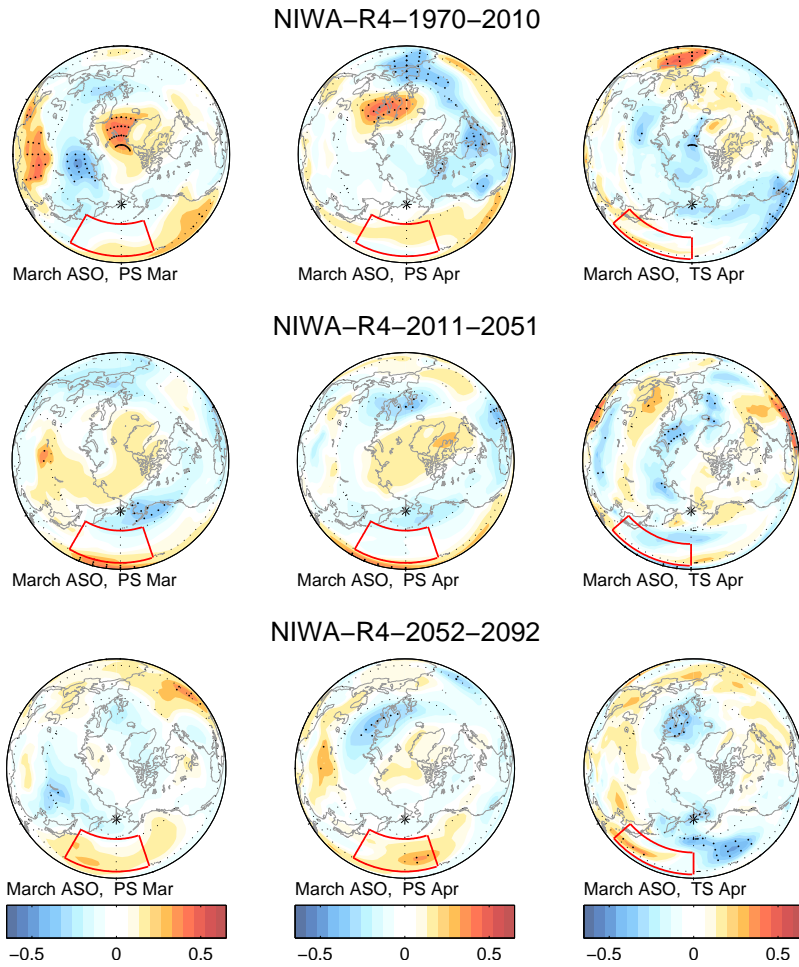 NIWA−R4−1970−2010
March ASO,  PS Mar
March ASO,  PS Apr
March ASO,  TS Apr
NIWA−R4−2011−2051
March ASO,  PS Mar
March ASO,  PS Apr
March ASO,  TS Apr
NIWA−R4−2052−2092
March ASO,  PS Mar
March ASO,  PS Apr
March ASO,  TS Apr
−0.5 0 0.5
−0.5 0 0.5
−0.5 0 0.5